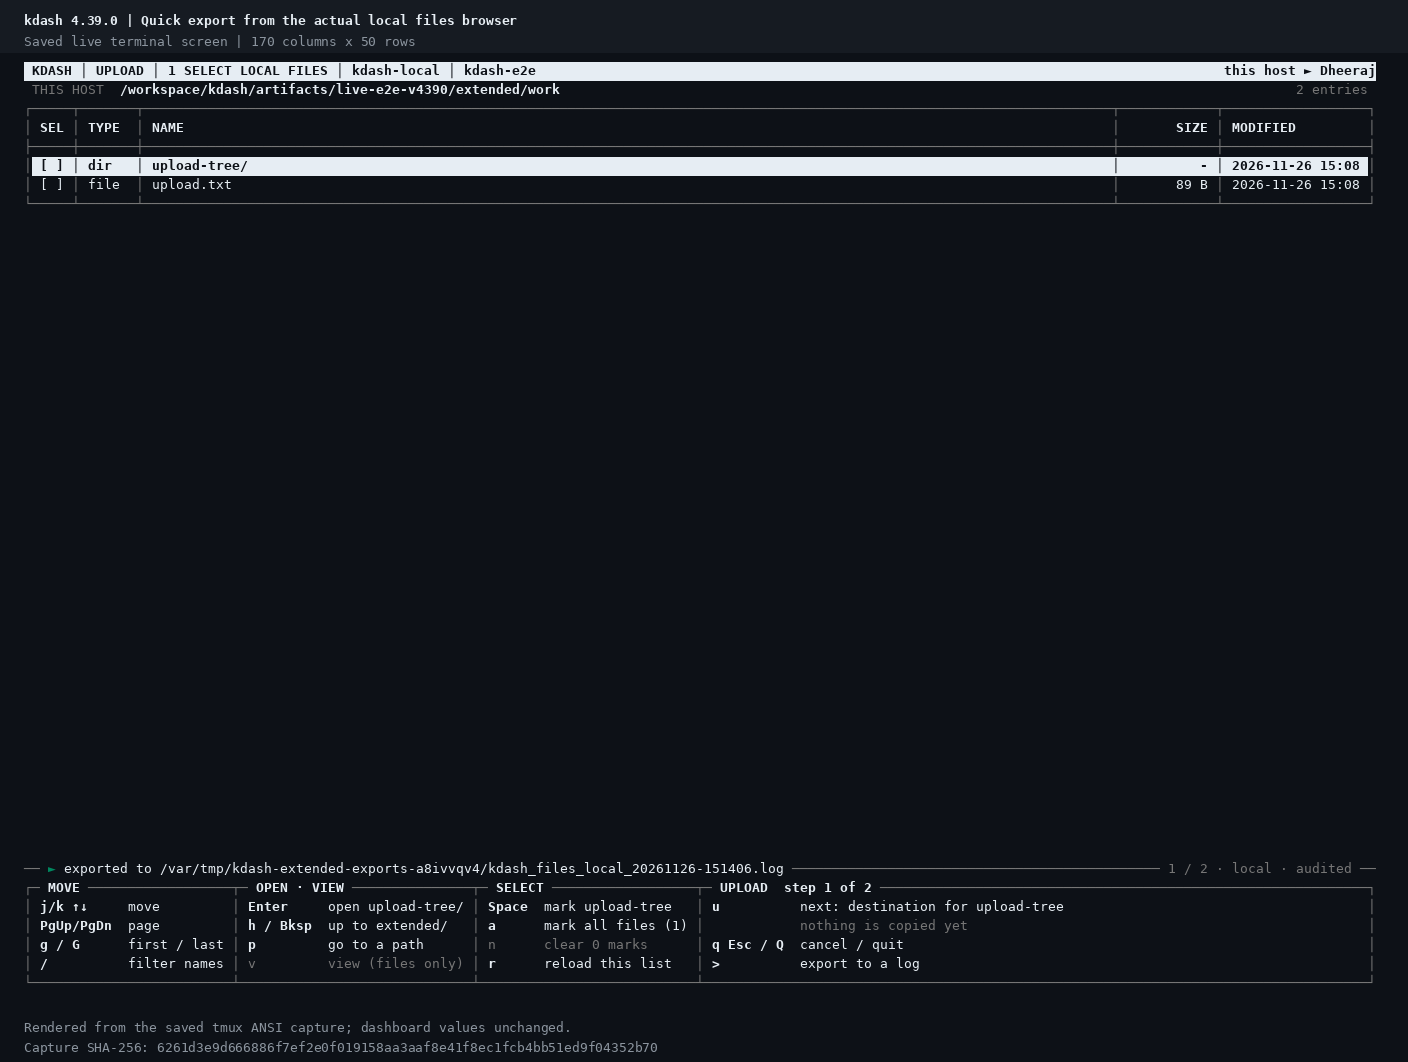 kdash 4.39.0 | Quick export from the actual local files browser
Saved live terminal screen | 170 columns x 50 rows
KDASH │ UPLOAD │ 1 SELECT LOCAL FILES │ kdash-local │ kdash-e2e this host ► Dheeraj
THIS HOST /workspace/kdash/artifacts/live-e2e-v4390/extended/work 2 entries
SEL │ TYPE │ NAME │ SIZE │ MODIFIED
[ ] │ dir │ upload-tree/ │ - │ 2026-11-26 15:08
[ ] │ file │ upload.txt │ 89 B │ 2026-11-26 15:08
► exported to /var/tmp/kdash-extended-exports-a8ivvqv4/kdash_files_local_20261126-151406.log 1 / 2 · local · audited
MOVE OPEN · VIEW SELECT UPLOAD step 1 of 2
j/k ↑↓ move │ Enter open upload-tree/ │ Space mark upload-tree │ u next: destination for upload-tree
PgUp/PgDn page │ h / Bksp up to extended/ │ a mark all files (1) │ nothing is copied yet
g / G first / last │ p go to a path │ n clear 0 marks │ q Esc / Q cancel / quit
/ filter names │ v view (files only) │ r reload this list │ > export to a log
Rendered from the saved tmux ANSI capture; dashboard values unchanged.
Capture SHA-256: 6261d3e9d666886f7ef2e0f019158aa3aaf8e41f8ec1fcb4bb51ed9f04352b70